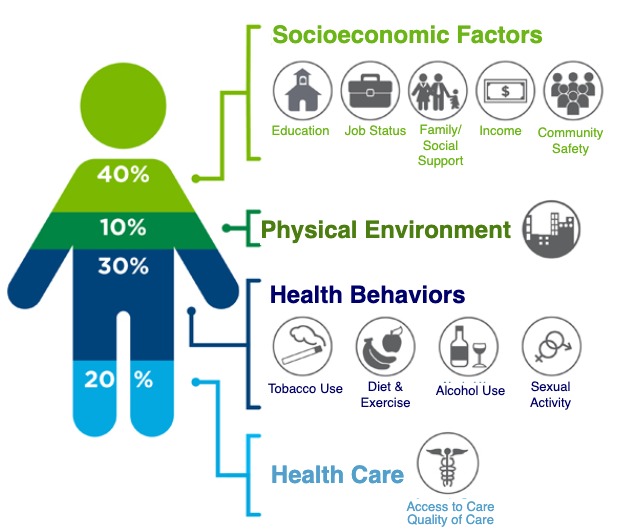 Socioeconomic Factors
Education
Job Status
Family/
Social
Support
Income
$
Community
Safety
40%
10%
Physical Environment
30%
Health Behaviors
Tobacco Use
Diet &
Exercise
Alcohol Use
Sexual
Activity
20 %
Health Care
Access to Care
Quality of Care